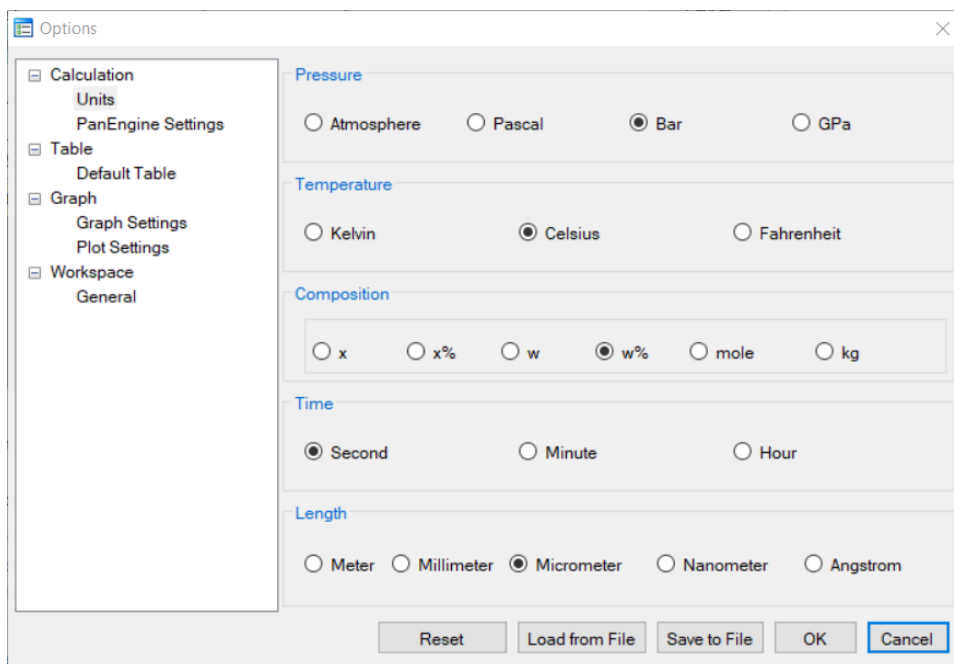 Options
Calculation
Units
PanEngine Settings
Table
Default Table
Graph
Graph Settings
Plot Settings
Workspace
General
Pressure
Atmosphere Pascal Bar GPa
Temperature
Kelvin Celsius Fahrenheit
Composition
x x% w w% mole kg
Time
Second Minute Hour
Length
Meter Millimeter Micrometer Nanometer Angstrom
Reset Load from File Save to File OK Cancel